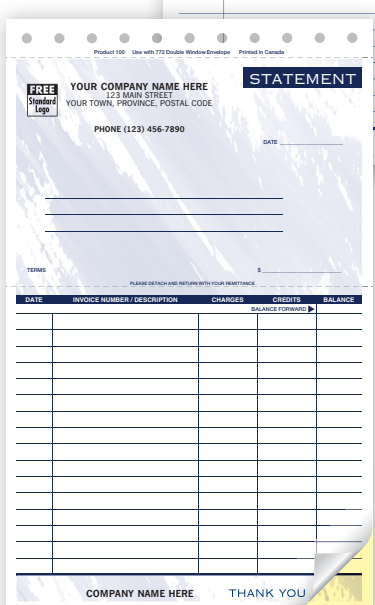 Product 100 Use with 772 Double Window Envelope Printed in Canada
STATEMENT
FREE
Standard
Logo
YOUR COMPANY NAME HERE
123 MAIN STREET
YOUR TOWN, PROVINCE, POSTAL CODE
PHONE (123) 456-7890
DATE
TERMS $
PLEASE DETACH AND RETURN WITH YOUR REMITTANCE
DATE INVOICE NUMBER / DESCRIPTION CHARGES CREDITS BALANCE
BALANCE FORWARD
COMPANY NAME HERE THANK YOU